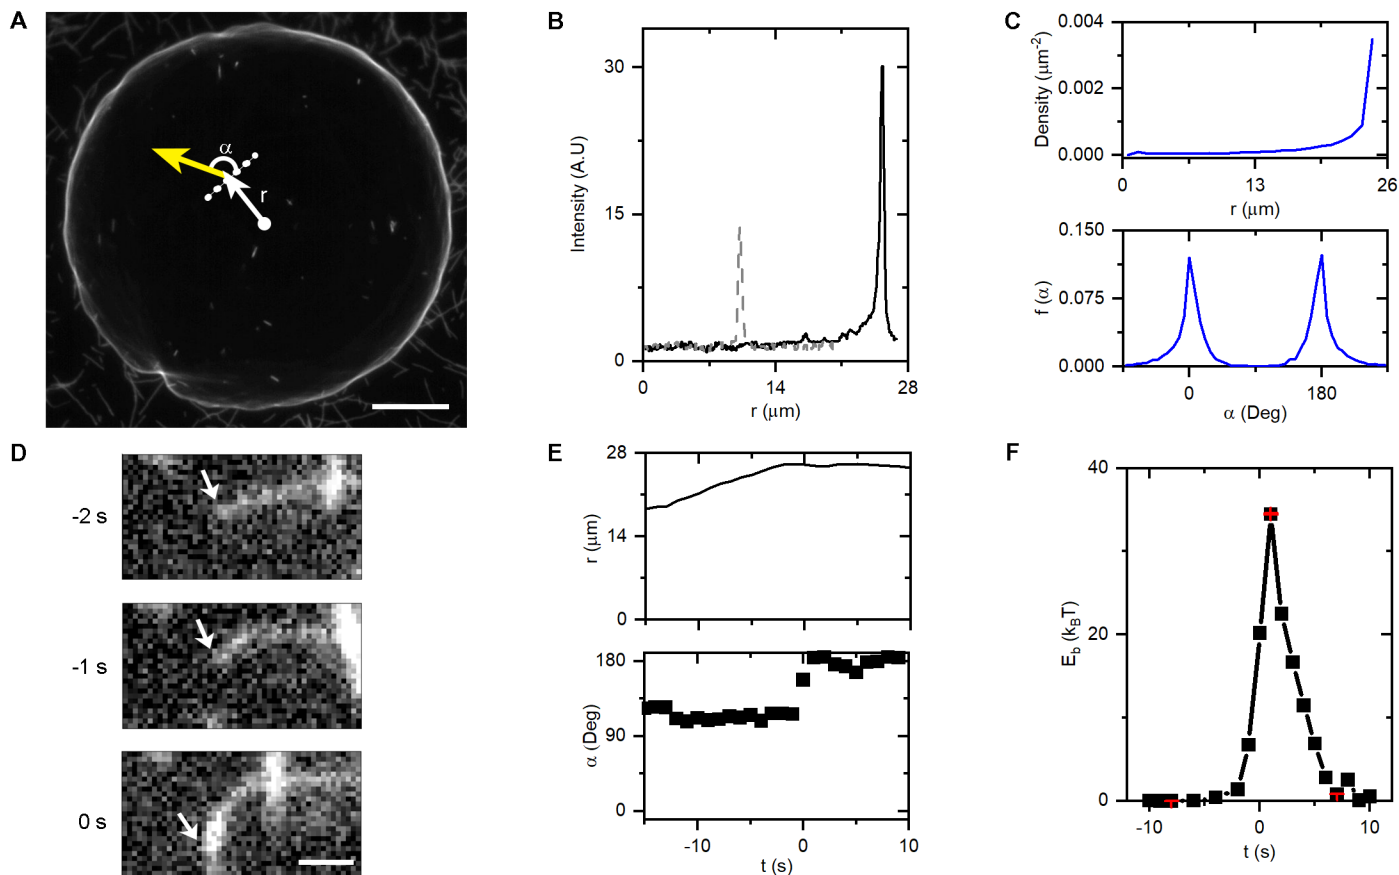 A
α
r
B
Intensity (A.U)
30
15
0
0 14 28
r (μm)
C
Density (μm⁻²)
0.004
0.002
0.000
0 13 26
r (μm)
f (α)
0.150
0.075
0.000
0 180
α (Deg)
D
-2 s
-1 s
0 s
E
r (μm)
28
14
0
α (Deg)
180
90
0
-10 0 10
t (s)
F
E_b (k_BT)
40
20
0
-10 0 10
t (s)